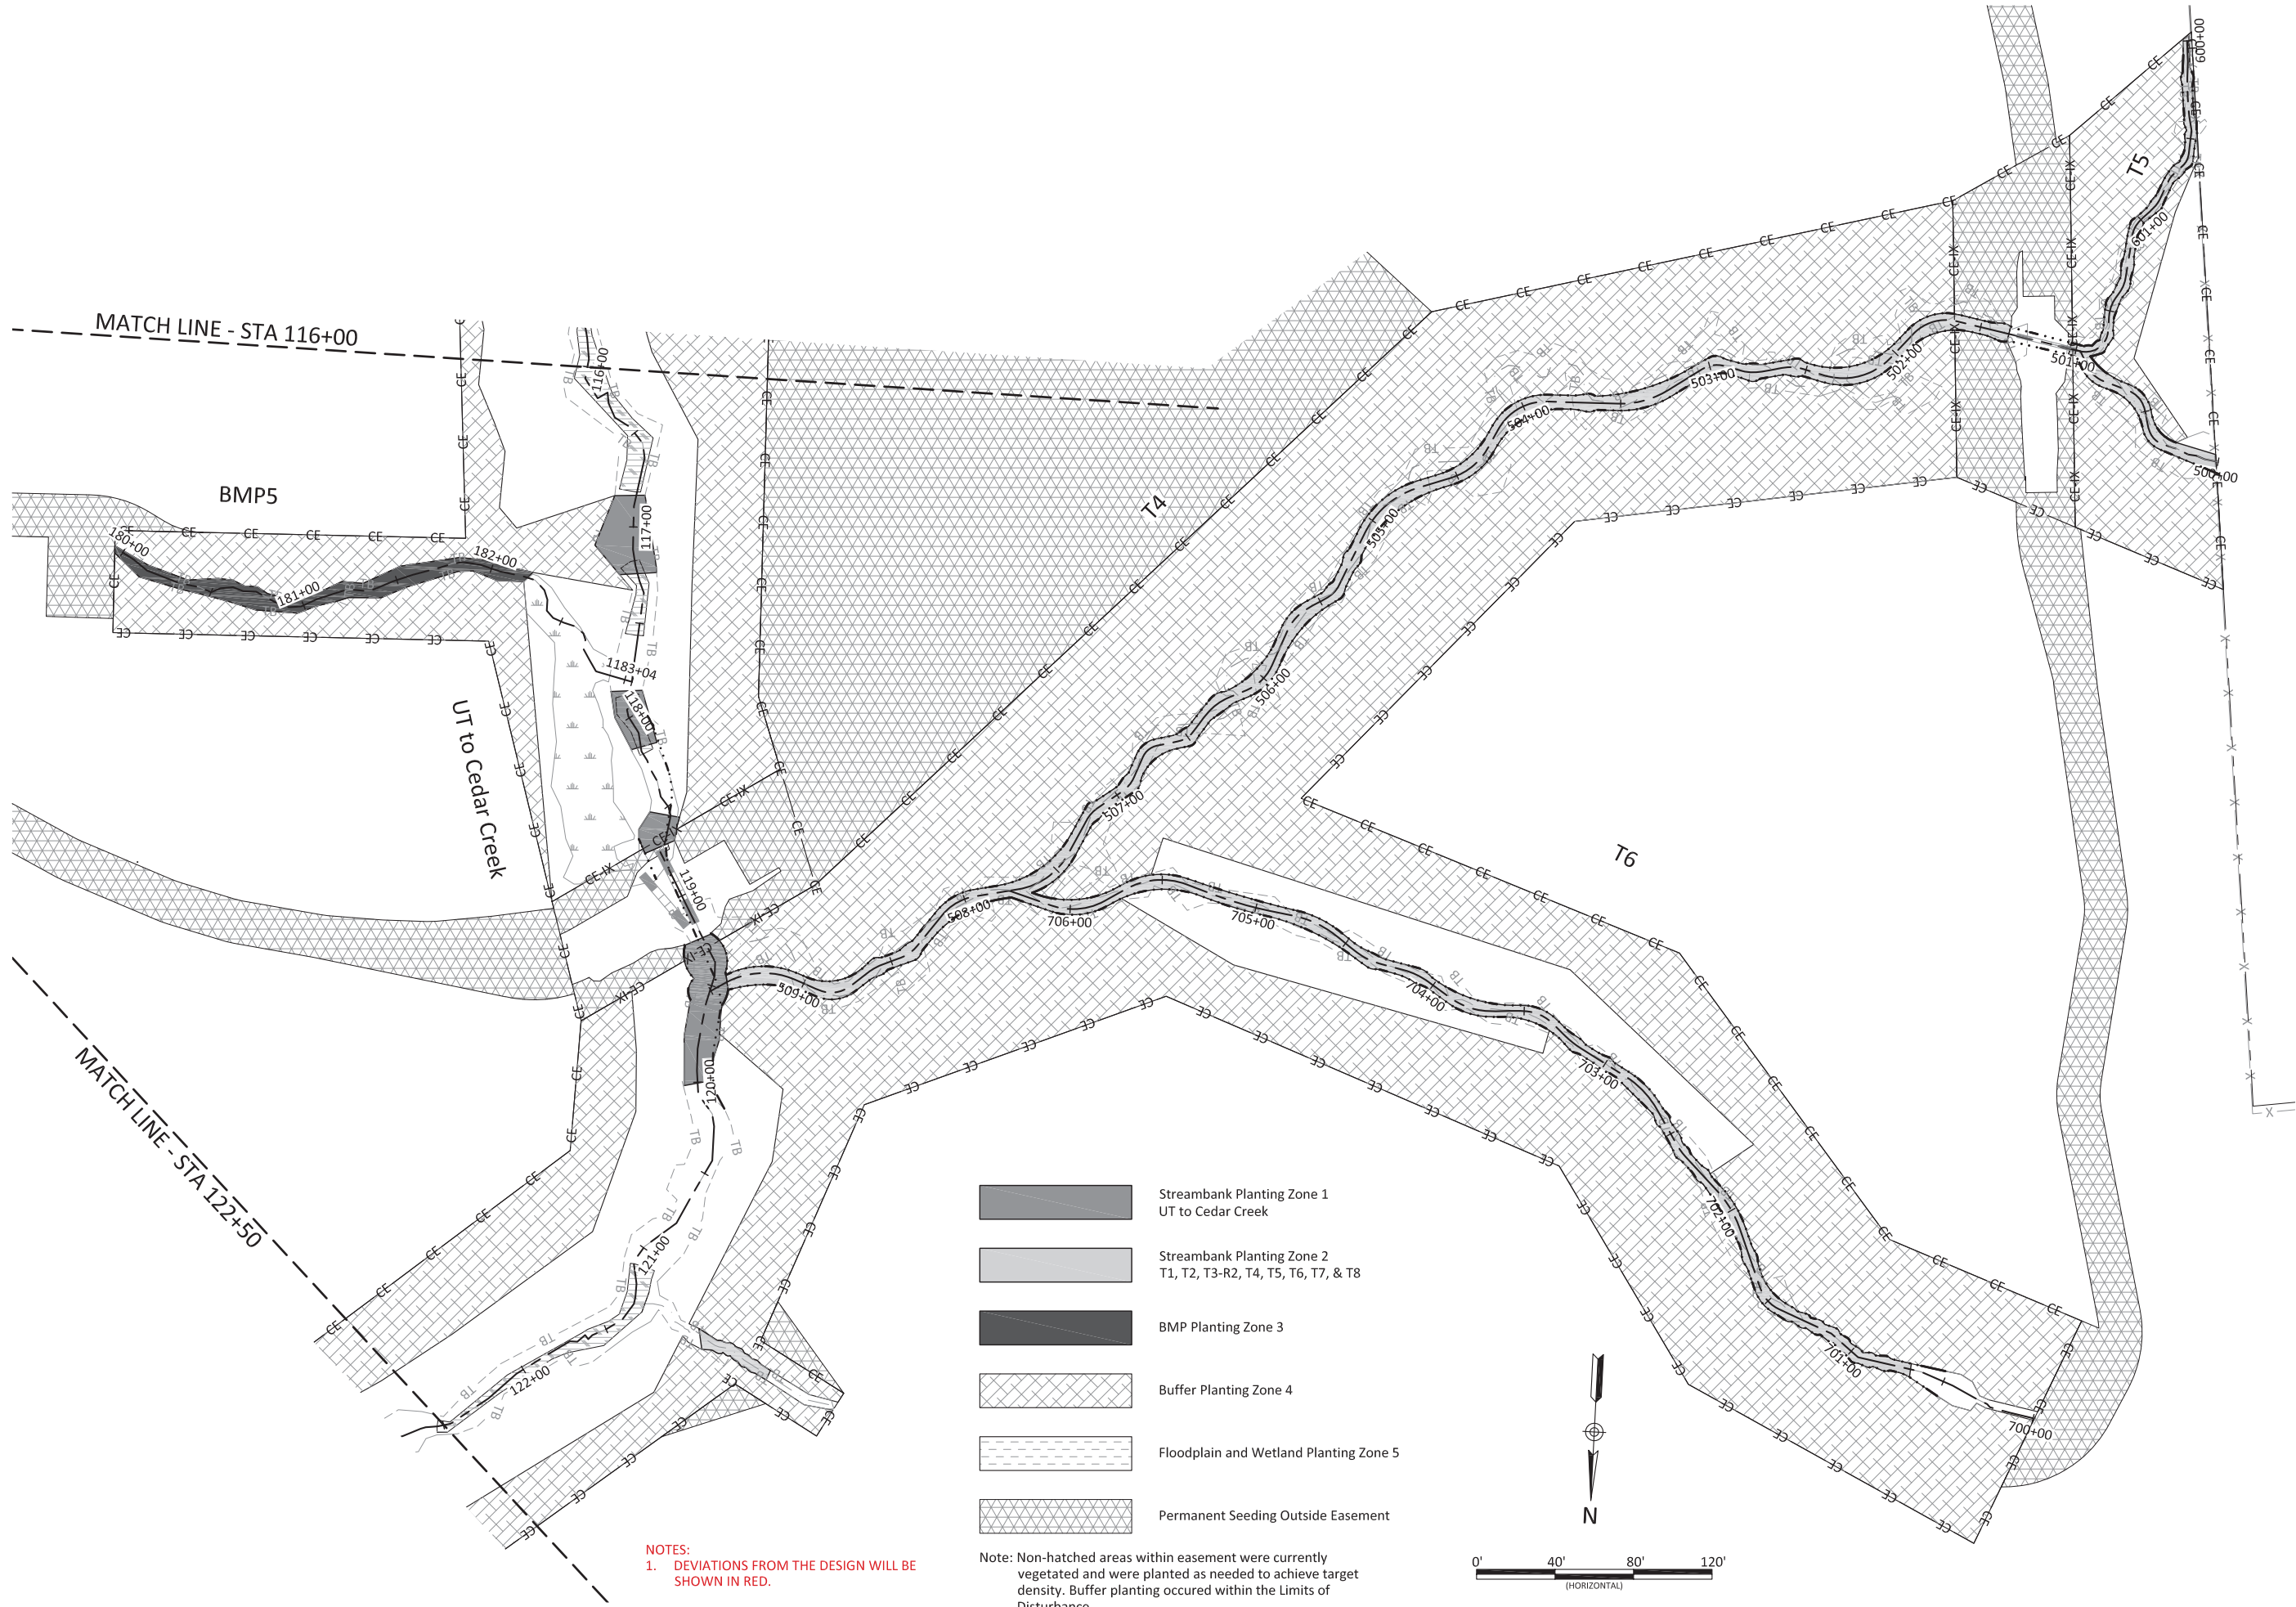 600+00
T5
601+00
MATCH LINE - STA 116+00
116+00
501+00
502+00
503+00
504+00
500+00
BMP5
T4
117+00
505+00
180+00
181+00
182+00
1183+04
118+00
506+00
UT to Cedar Creek
507+00
T6
119+00
508+00
706+00
705+00
509+00
704+00
703+00
120+00
MATCH LINE - STA 122+50
702+00
121+00
701+00
122+00
700+00
CE
CE-IX
TB
X
Streambank Planting Zone 1
UT to Cedar Creek
Streambank Planting Zone 2
T1, T2, T3-R2, T4, T5, T6, T7, & T8
BMP Planting Zone 3
Buffer Planting Zone 4
Floodplain and Wetland Planting Zone 5
Permanent Seeding Outside Easement
Note: Non-hatched areas within easement were currently
vegetated and were planted as needed to achieve target
density. Buffer planting occured within the Limits of
Disturbance
NOTES:
1. DEVIATIONS FROM THE DESIGN WILL BE
SHOWN IN RED.
N
0' 40' 80' 120'
(HORIZONTAL)